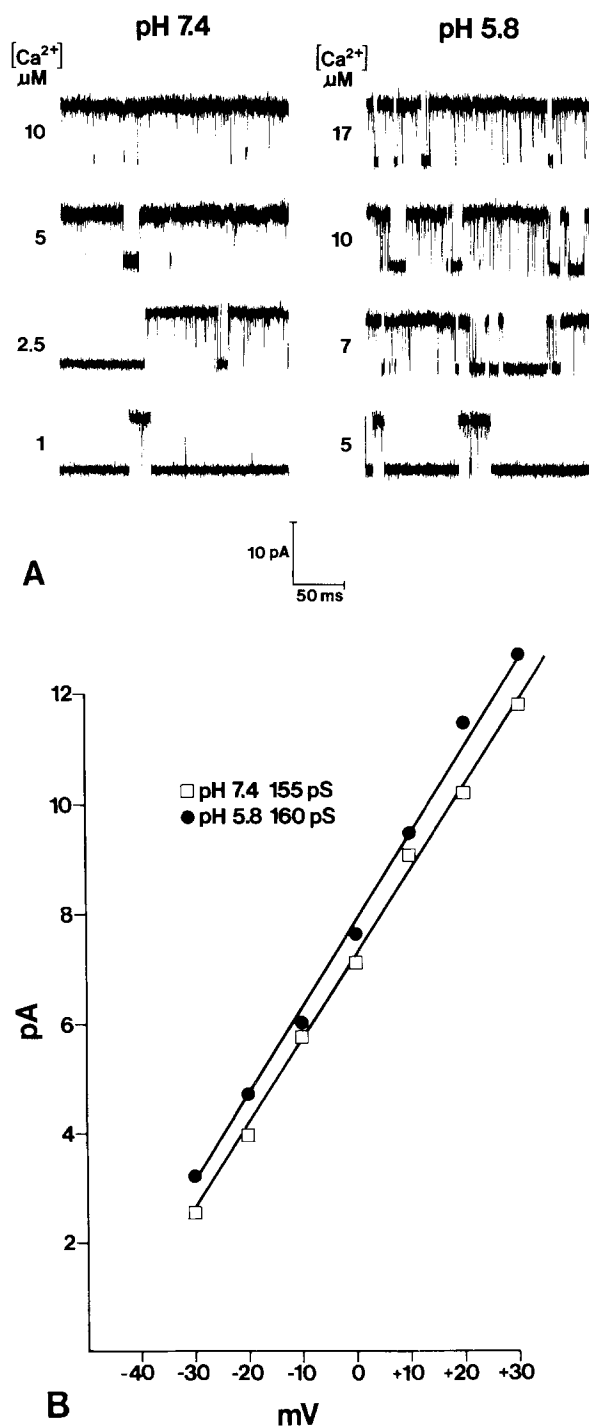 pH 7.4
pH 5.8
[Ca²⁺]
μM
[Ca²⁺]
μM
10
17
5
10
2.5
7
1
5
10 pA
50 ms
A
12
10
8
6
4
2
pA
□ pH 7.4 155 pS
● pH 5.8 160 pS
-40 -30 -20 -10 0 +10 +20 +30
mV
B